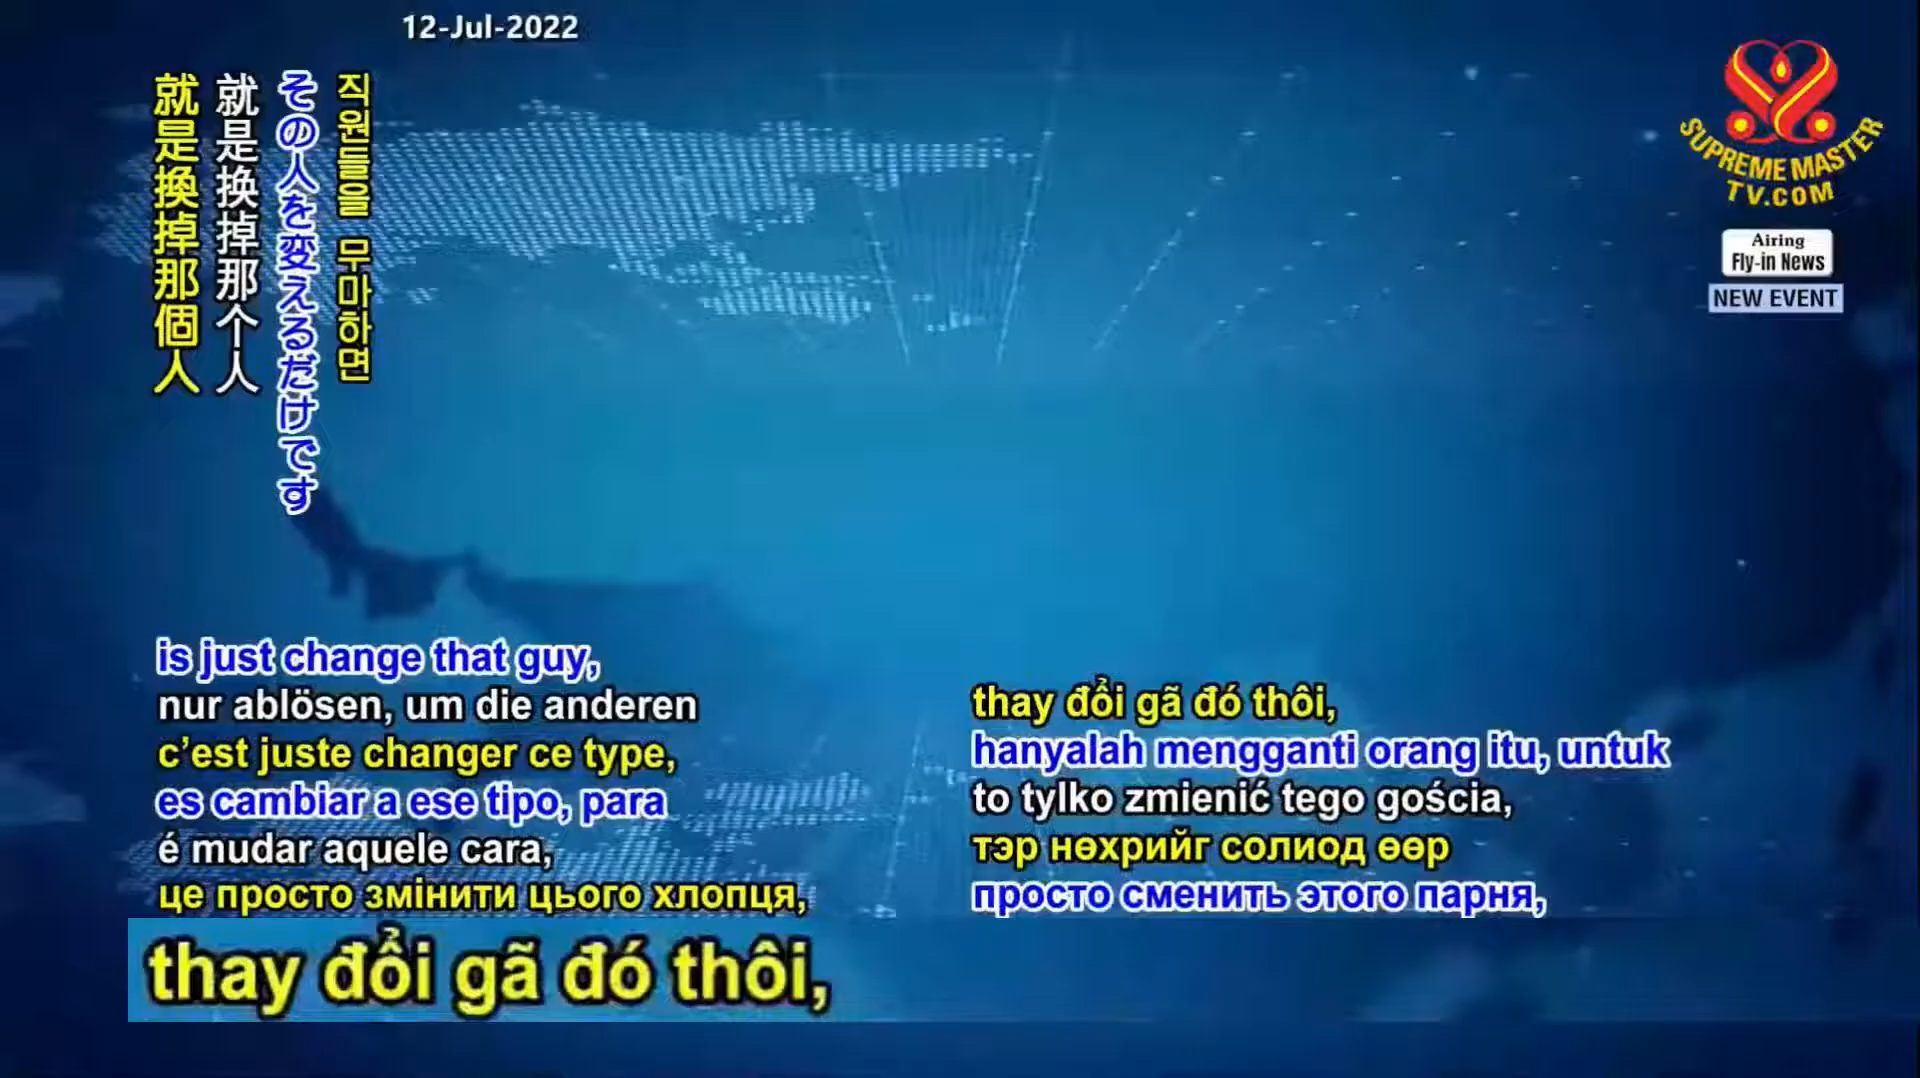 12-Jul-2022
就是換掉那個人
就是换掉那个人
その人を変えるだけです
직원들을 무마하면
SUPREME MASTER
TV.COM
Airing
Fly-in News
NEW EVENT
is just change that guy,
nur ablösen, um die anderen
c’est juste changer ce type,
es cambiar a ese tipo, para
é mudar aquele cara,
це просто змінити цього хлопця,
thay đổi gã đó thôi,
hanyalah mengganti orang itu, untuk
to tylko zmienić tego gościa,
тэр нөхрийг солиод өөр
просто сменить этого парня,
thay đổi gã đó thôi,